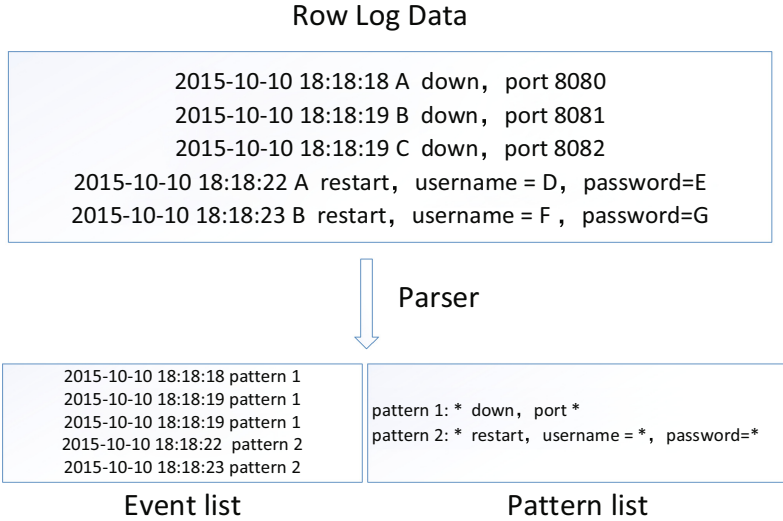 Row Log Data
2015-10-10 18:18:18 A down，port 8080
2015-10-10 18:18:19 B down，port 8081
2015-10-10 18:18:19 C down，port 8082
2015-10-10 18:18:22 A restart，username = D，password=E
2015-10-10 18:18:23 B restart，username = F，password=G
Parser
2015-10-10 18:18:18 pattern 1
2015-10-10 18:18:19 pattern 1
2015-10-10 18:18:19 pattern 1
2015-10-10 18:18:22 pattern 2
2015-10-10 18:18:23 pattern 2
pattern 1: * down，port *
pattern 2: * restart，username = *，password=*
Event list
Pattern list